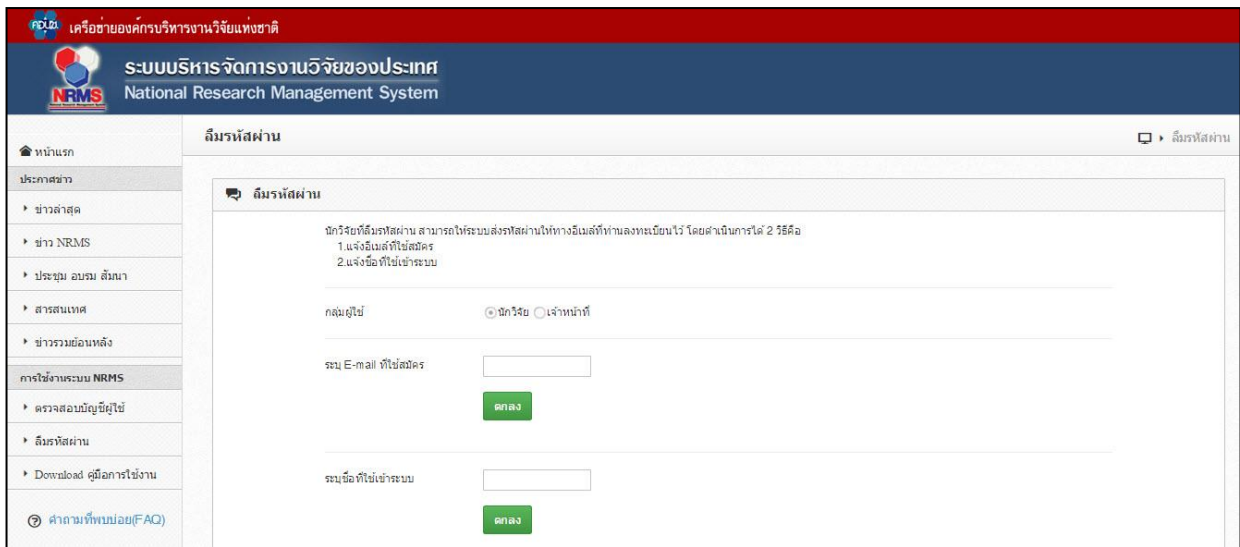 คอบช เครือข่ายองค์กรบริหารงานวิจัยแห่งชาติ
ระบบบริหารจัดการงานวิจัยของประเทศ
NRMS National Research Management System
หน้าแรก
ประกาศข่าว
ข่าวล่าสุด
ข่าว NRMS
ประชุม อบรม สัมนา
สารสนเทศ
ข่าวรวมย้อนหลัง
การใช้งานระบบ NRMS
ตรวจสอบบัญชีผู้ใช้
ลืมรหัสผ่าน
Download คู่มือการใช้งาน
คำถามที่พบบ่อย(FAQ)
ลืมรหัสผ่าน
ลืมรหัสผ่าน
ลืมรหัสผ่าน
นักวิจัยที่ลืมรหัสผ่าน สามารถให้ระบบส่งรหัสผ่านให้ทางอีเมล์ที่ท่านลงทะเบียนไว้ โดยดำเนินการได้ 2 วิธีคือ
1.แจ้งอีเมล์ที่ใช้สมัคร
2.แจ้งชื่อที่ใช้เข้าระบบ
กลุ่มผู้ใช้ นักวิจัย เจ้าหน้าที่
ระบุ E-mail ที่ใช้สมัคร
ตกลง
ระบุชื่อที่ใช้เข้าระบบ
ตกลง